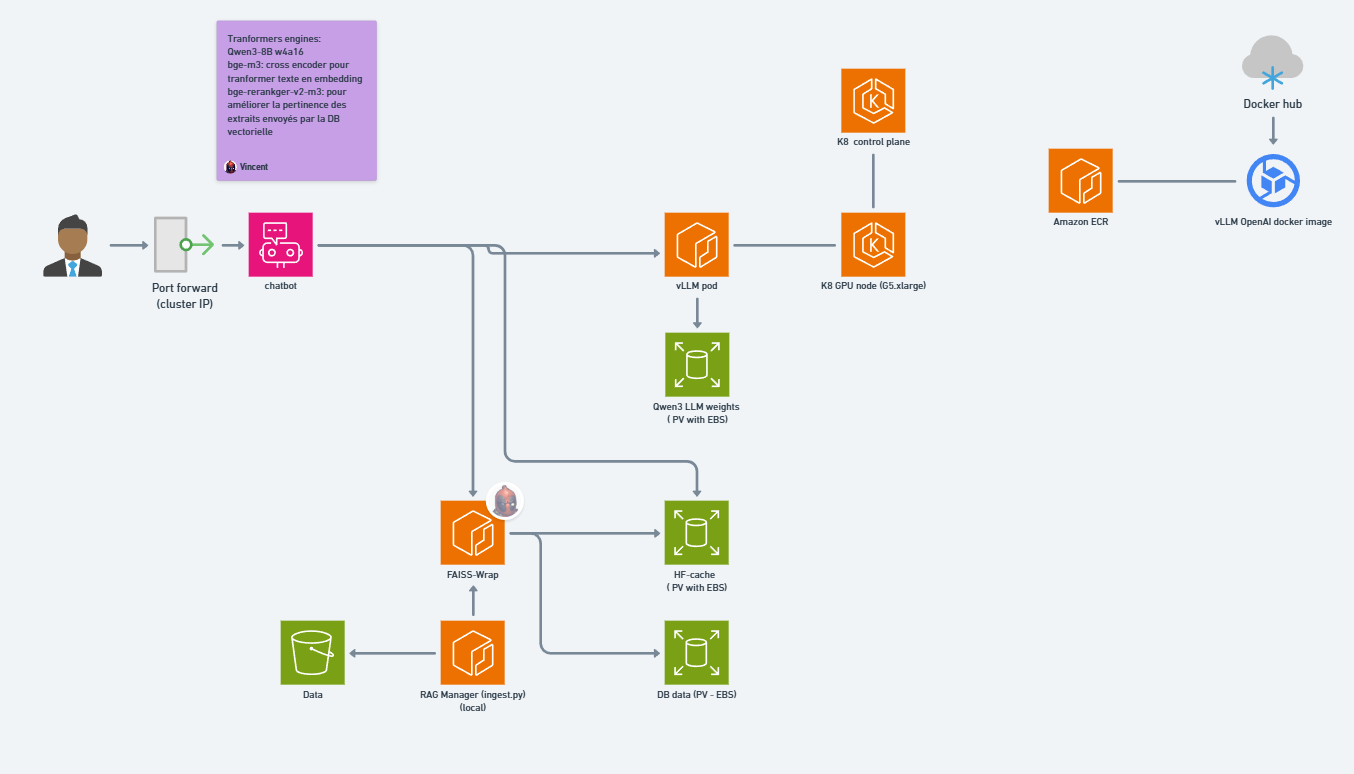 Tranformers engines:
Qwen3-8B w4a16
bge-m3: cross encoder pour
tranformer texte en embedding
bge-rerankger-v2-m3: pour
améliorer la pertinence des
extraits envoyés par la DB
vectorielle
Vincent
Docker hub
K8  control plane
Amazon ECR
vLLM OpenAI docker image
Port forward
(cluster IP)
chatbot
vLLM pod
K8 GPU node (G5.xlarge)
Qwen3 LLM weights
( PV with EBS)
FAISS-Wrap
HF-cache
( PV with EBS)
Data
RAG Manager (ingest.py)
(local)
DB data (PV - EBS)